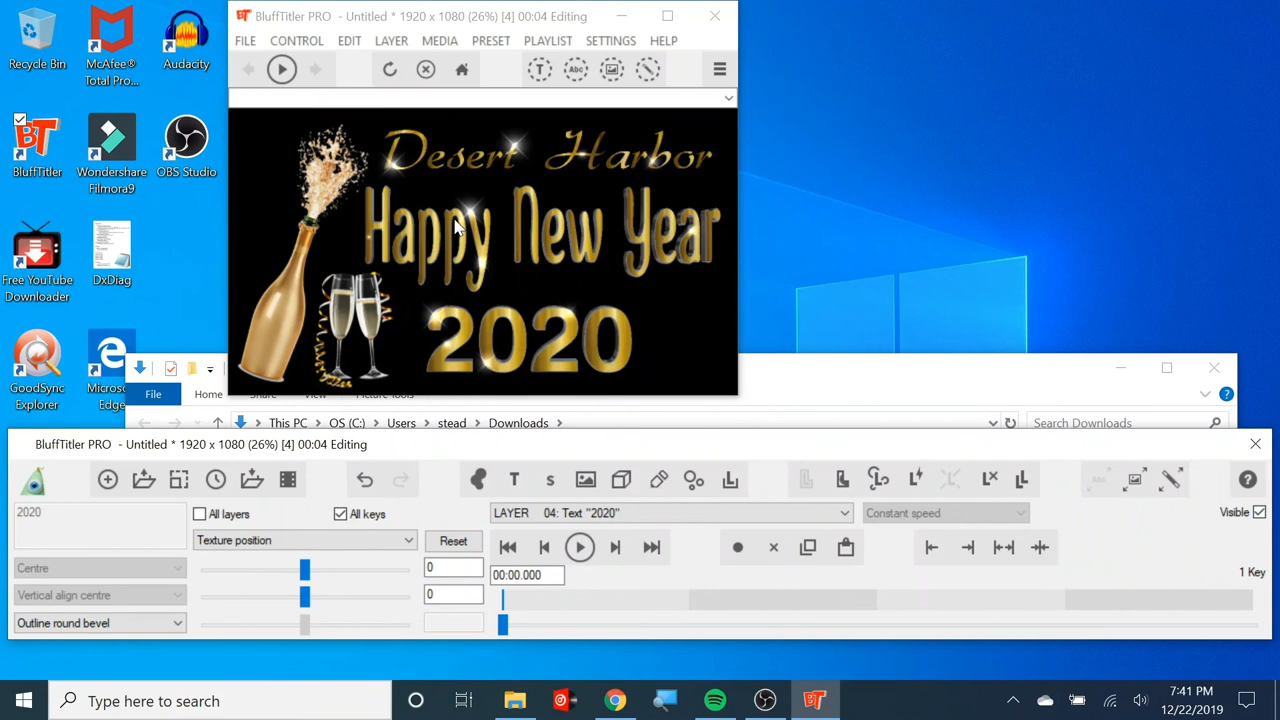 Recycle Bin
McAfee®
Total Pro...
Audacity
BluffTitler
Wondershare
Filmora9
OBS Studio
Free YouTube
Downloader
DxDiag
GoodSync
Explorer
Microso
Edge
BluffTitler PRO - Untitled * 1920 x 1080 (26%) [4] 00:04 Editing
FILE CONTROL EDIT LAYER MEDIA PRESET PLAYLIST SETTINGS HELP
T Abc
Desert Harbor
Happy New Year
2020
File Home Share View Picture Tools
This PC > OS (C:) > Users > stead > Downloads >
Search Downloads
BluffTitler PRO - Untitled * 1920 x 1080 (26%) [4] 00:04 Editing
T S
2020
All layers
All keys
LAYER 04: Text "2020"
Constant speed
Visible
Texture position
Reset
Centre
0
00:00.000
1 Key
Vertical align centre
0
Outline round bevel
Type here to search
7:41 PM
12/22/2019